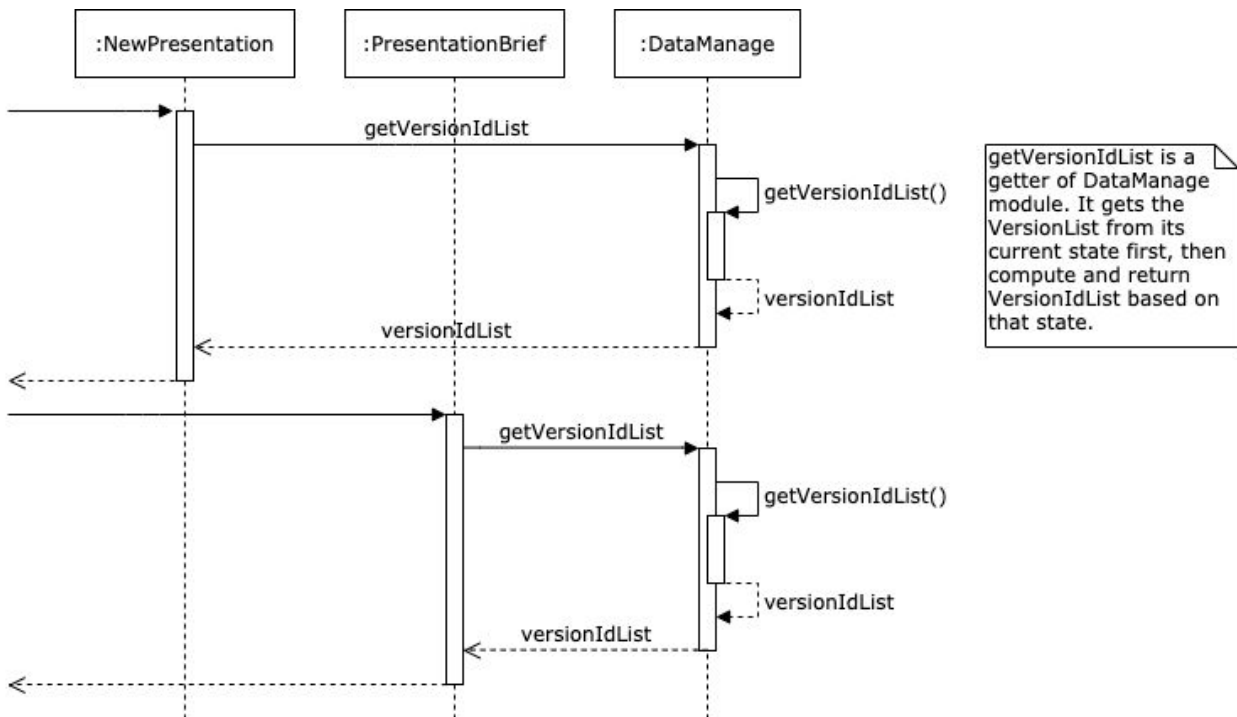 :NewPresentation
:PresentationBrief
:DataManage
getVersionIdList
getVersionIdList()
versionIdList
versionIdList
getVersionIdList is a
getter of DataManage
module. It gets the
VersionList from its
current state first, then
compute and return
VersionIdList based on
that state.
getVersionIdList
getVersionIdList()
versionIdList
versionIdList